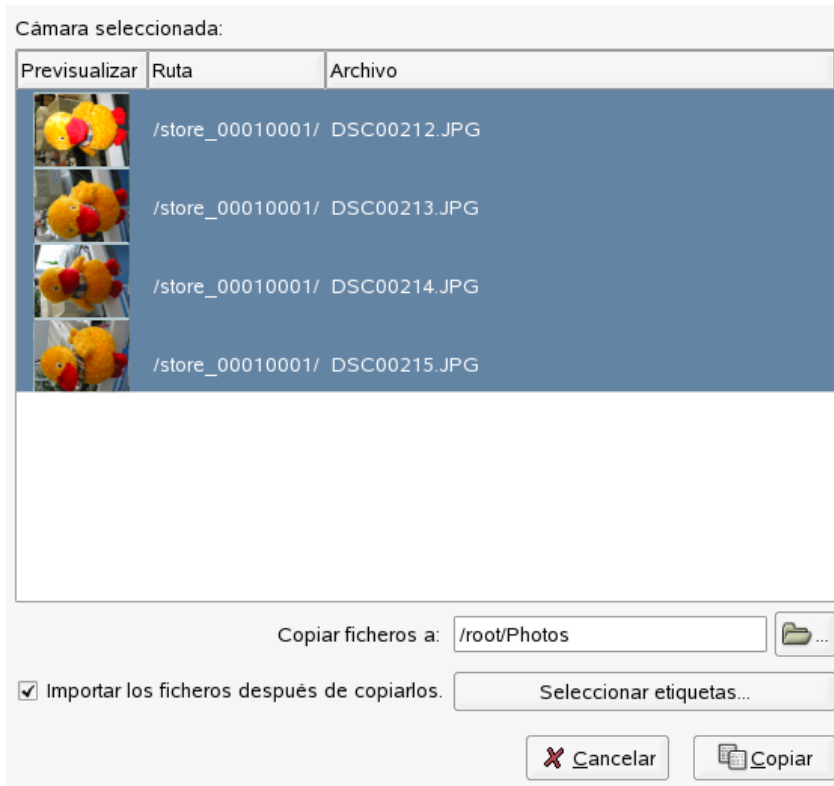 Cámara seleccionada:
Previsualizar Ruta Archivo
/store_00010001/ DSC00212.JPG
/store_00010001/ DSC00213.JPG
/store_00010001/ DSC00214.JPG
/store_00010001/ DSC00215.JPG
Copiar ficheros a: /root/Photos ...
Importar los ficheros después de copiarlos. Seleccionar etiquetas...
Cancelar Copiar